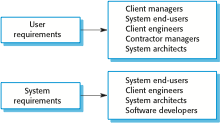 User
requirements
Client managers
System end-users
Client engineers
Contractor managers
System architects
System
requirements
System end-users
Client engineers
System architects
Software developers